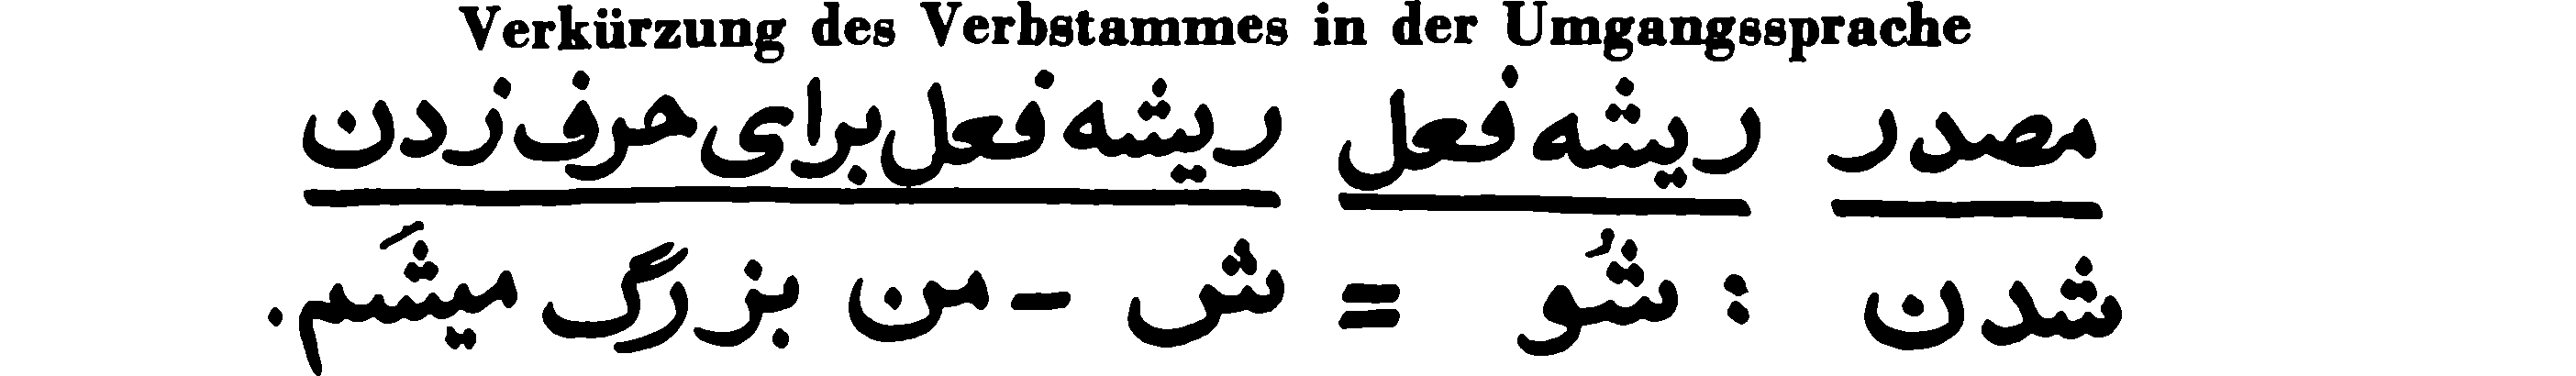 Verkürzung des Verbstammes in der Umgangssprache
مصدر ریشه فعل ریشه فعل برای حرف زدن
شدن : شُو = ش - من بزرگ میشَم.